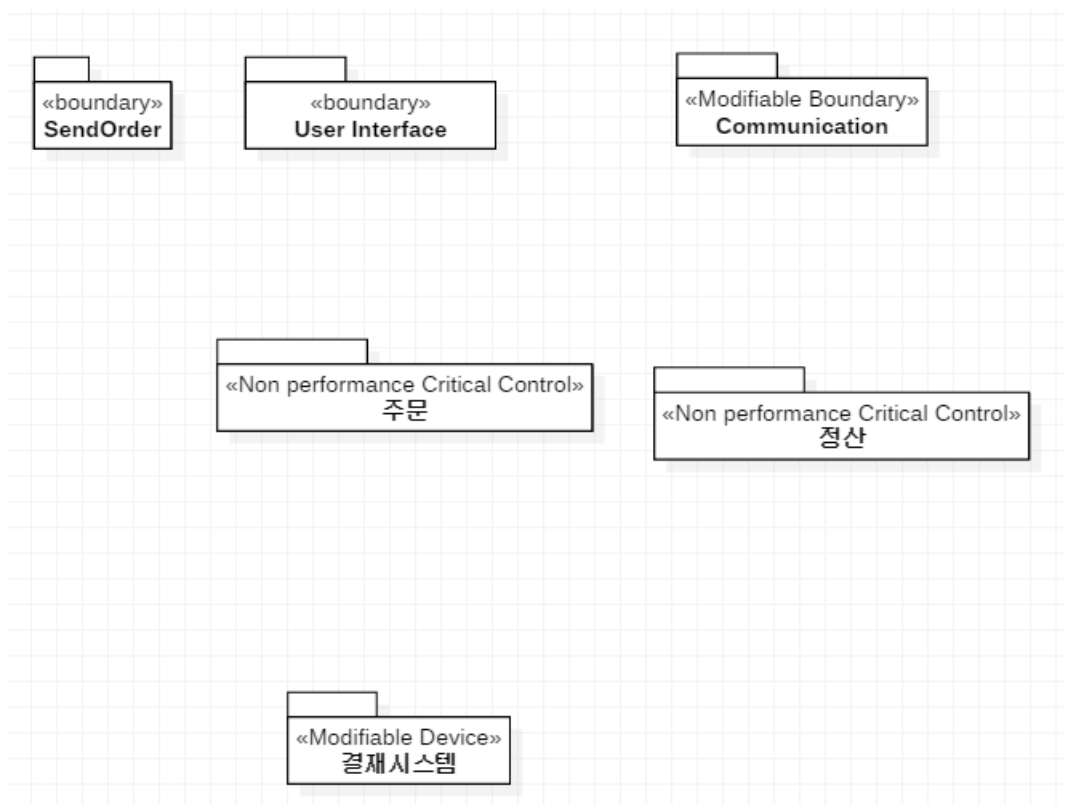 «boundary»
SendOrder
«boundary»
User Interface
«Modifiable Boundary»
Communication
«Non performance Critical Control»
주문
«Non performance Critical Control»
정산
«Modifiable Device»
결재시스템